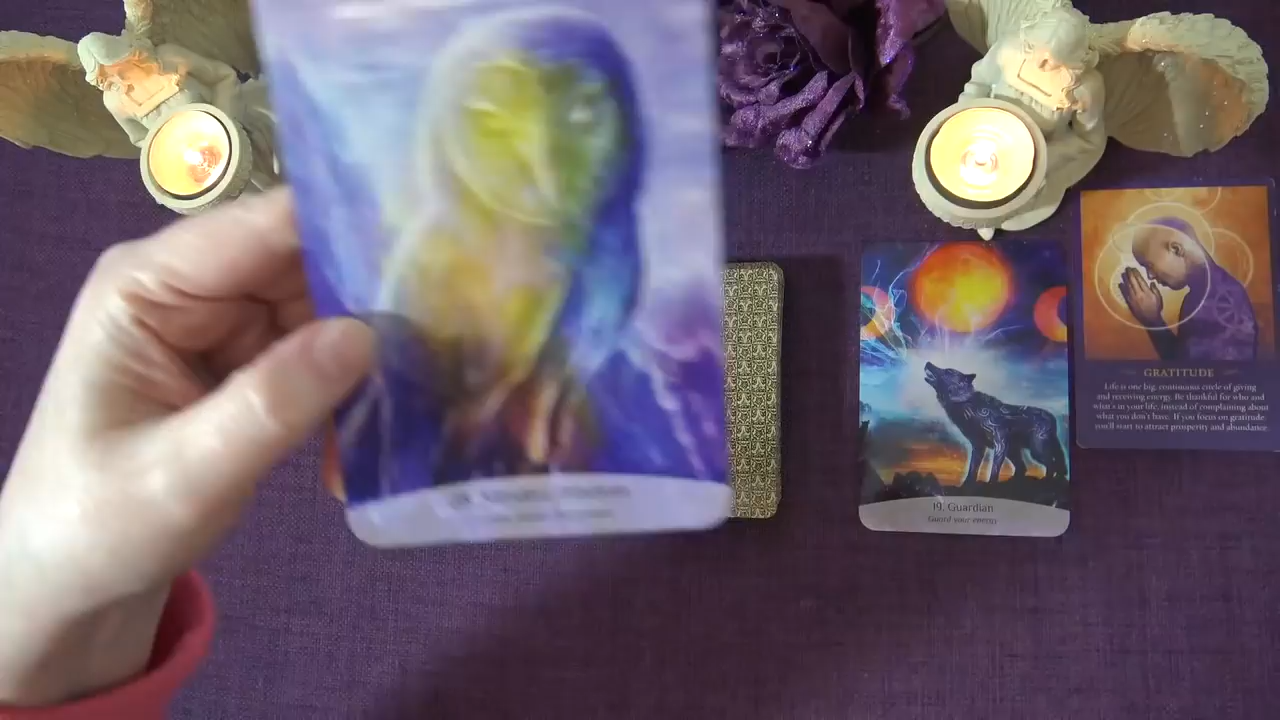 19. Guardian
Guard your energy
GRATITUDE
Life is one big, continuous circle of giving
and receiving energy. Be thankful for who and
what's in your life, instead of complaining about
what you don't have. If you focus on gratitude
you'll start to attract prosperity and abundance.